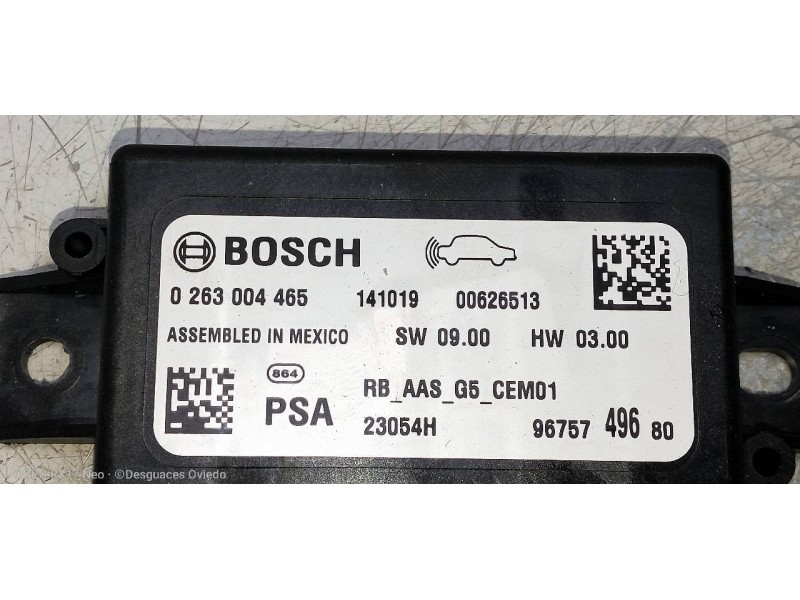 BOSCH
0 263 004 465 141019 00626513
ASSEMBLED IN MEXICO SW 09.00 HW 03.00
864 RB_AAS_G5_CEM01
PSA 23054H 96757 496 80
Neo · ©Desguaces Oviedo